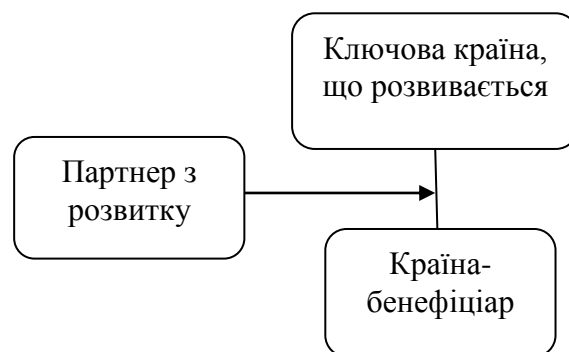 Ключова країна,
що розвивається
Партнер з
розвитку
Країна-
бенефіціар